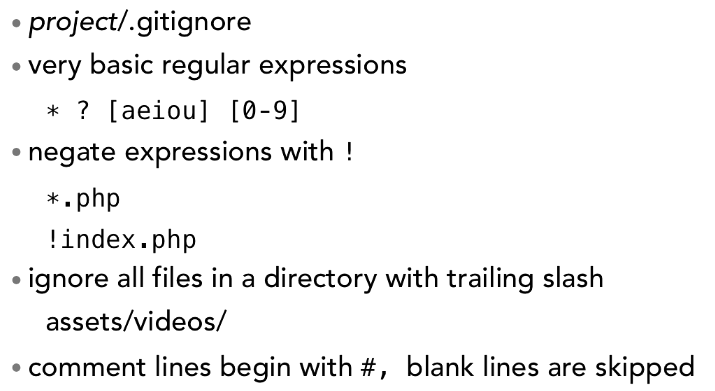 • project/.gitignore
• very basic regular expressions
* ? [aeiou] [0-9]
• negate expressions with !
*.php
!index.php
• ignore all files in a directory with trailing slash
assets/videos/
• comment lines begin with #, blank lines are skipped